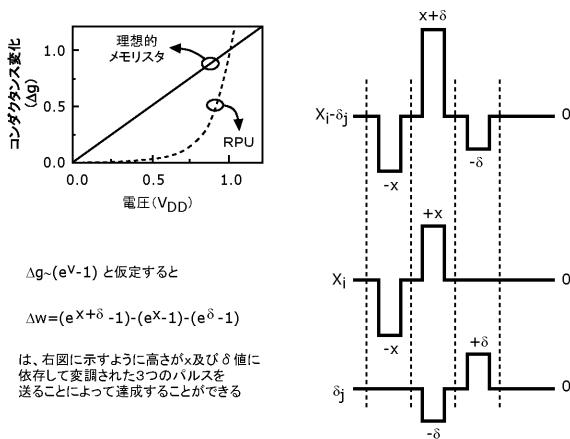 コンダクタンス変化
(Δg)
1.0
0.5
0.0
理想的
メモリスタ
RPU
0.0
0.5
1.0
電圧(V_DD)
Δg~(e^v-1) と仮定すると
Δw=(e^x+δ -1)-(e^x-1)-(e^δ -1)
は、右図に示すように高さがx及びδ値に
依存して変調された3つのパルスを
送ることによって達成することができる
x+δ
X_i-δ_j
0
-x
-δ
+x
X_i
0
-x
+δ
δ_j
0
-δ